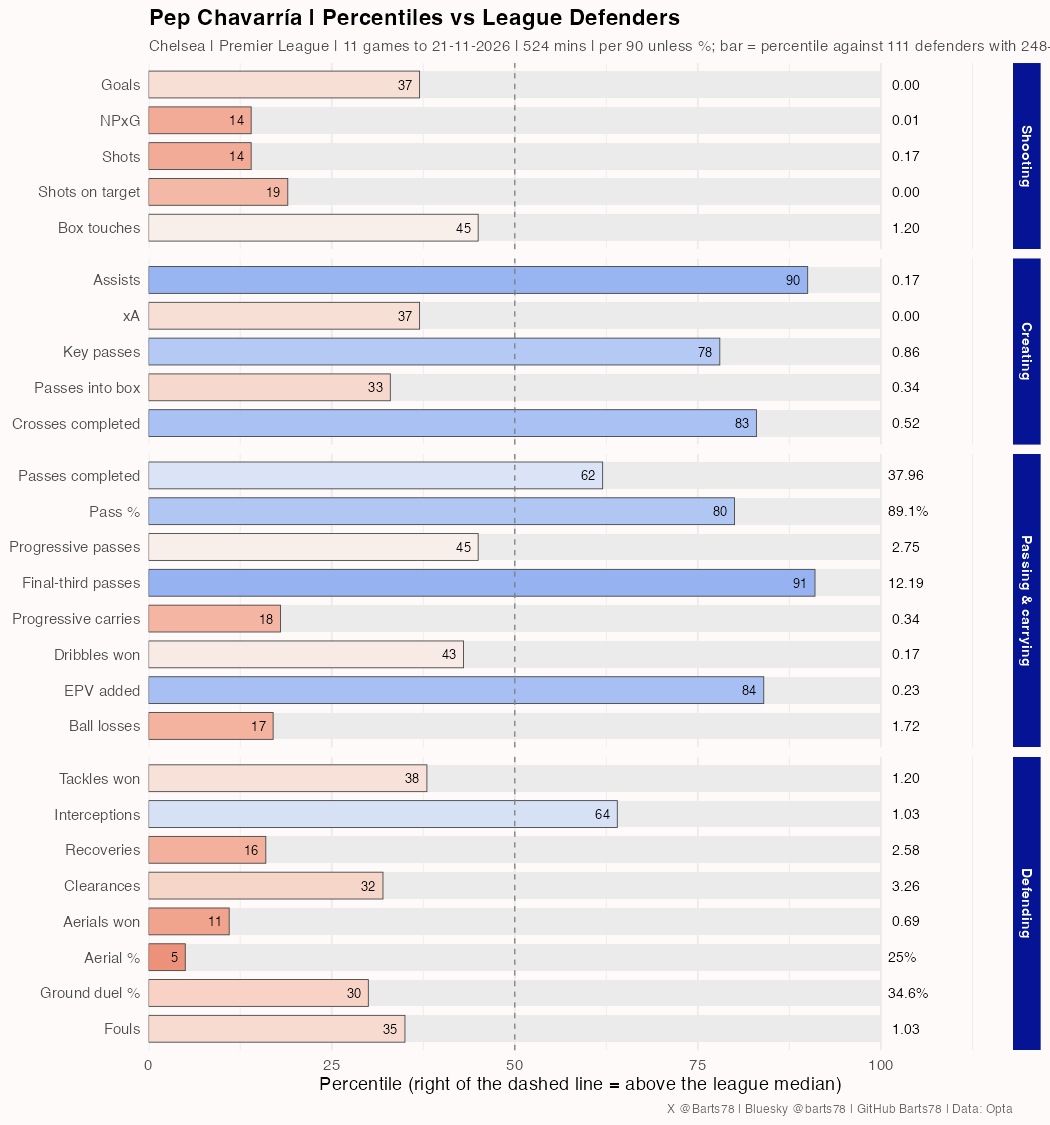 Pep Chavarría | Percentiles vs League Defenders
Chelsea | Premier League | 11 games to 21-11-2026 | 524 mins | per 90 unless %; bar = percentile against 111 defenders with 248-
Goals 37 0.00
NPxG 14 0.01
Shots 14 0.17
Shots on target 19 0.00
Box touches 45 1.20
Shooting
Assists 90 0.17
xA 37 0.00
Key passes 78 0.86
Passes into box 33 0.34
Crosses completed 83 0.52
Creating
Passes completed 62 37.96
Pass % 80 89.1%
Progressive passes 45 2.75
Final-third passes 91 12.19
Progressive carries 18 0.34
Dribbles won 43 0.17
EPV added 84 0.23
Ball losses 17 1.72
Passing & carrying
Tackles won 38 1.20
Interceptions 64 1.03
Recoveries 16 2.58
Clearances 32 3.26
Aerials won 11 0.69
Aerial % 5 25%
Ground duel % 30 34.6%
Fouls 35 1.03
Defending
0 25 50 75 100
Percentile (right of the dashed line = above the league median)
X @Barts78 | Bluesky @barts78 | GitHub Barts78 | Data: Opta